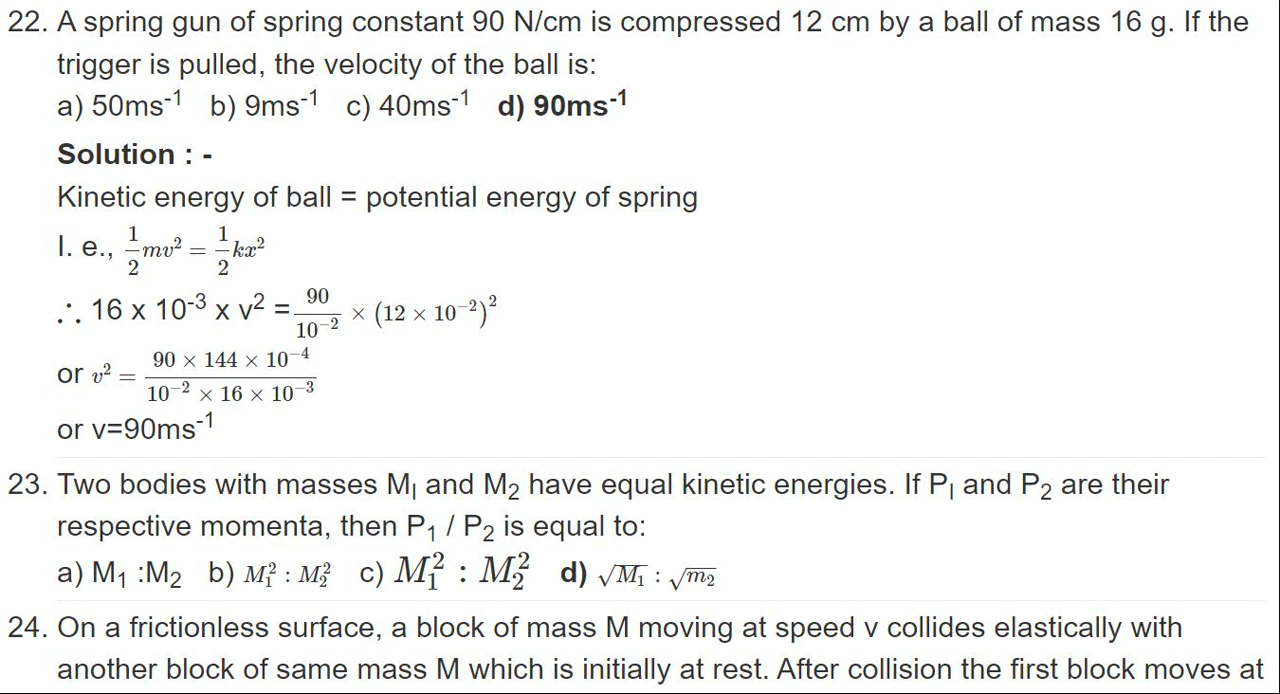 22. A spring gun of spring constant 90 N/cm is compressed 12 cm by a ball of mass 16 g. If the
trigger is pulled, the velocity of the ball is:
a) 50ms⁻¹ b) 9ms⁻¹ c) 40ms⁻¹ d) 90ms⁻¹
Solution : -
Kinetic energy of ball = potential energy of spring
I. e., \frac{1}{2}mv² = \frac{1}{2}kx²
∴ 16 x 10⁻³ x v² = \frac{90}{10⁻²} × (12 × 10⁻²)²
or v² = \frac{90 × 144 × 10⁻⁴}{10⁻² × 16 × 10⁻³}
or v=90ms⁻¹
23. Two bodies with masses M_I and M₂ have equal kinetic energies. If P_I and P₂ are their
respective momenta, then P₁ / P₂ is equal to:
a) M₁ :M₂ b) M₁² : M₂² c) M₁² : M₂² d) √M₁ : √m₂
24. On a frictionless surface, a block of mass M moving at speed v collides elastically with
another block of same mass M which is initially at rest. After collision the first block moves at